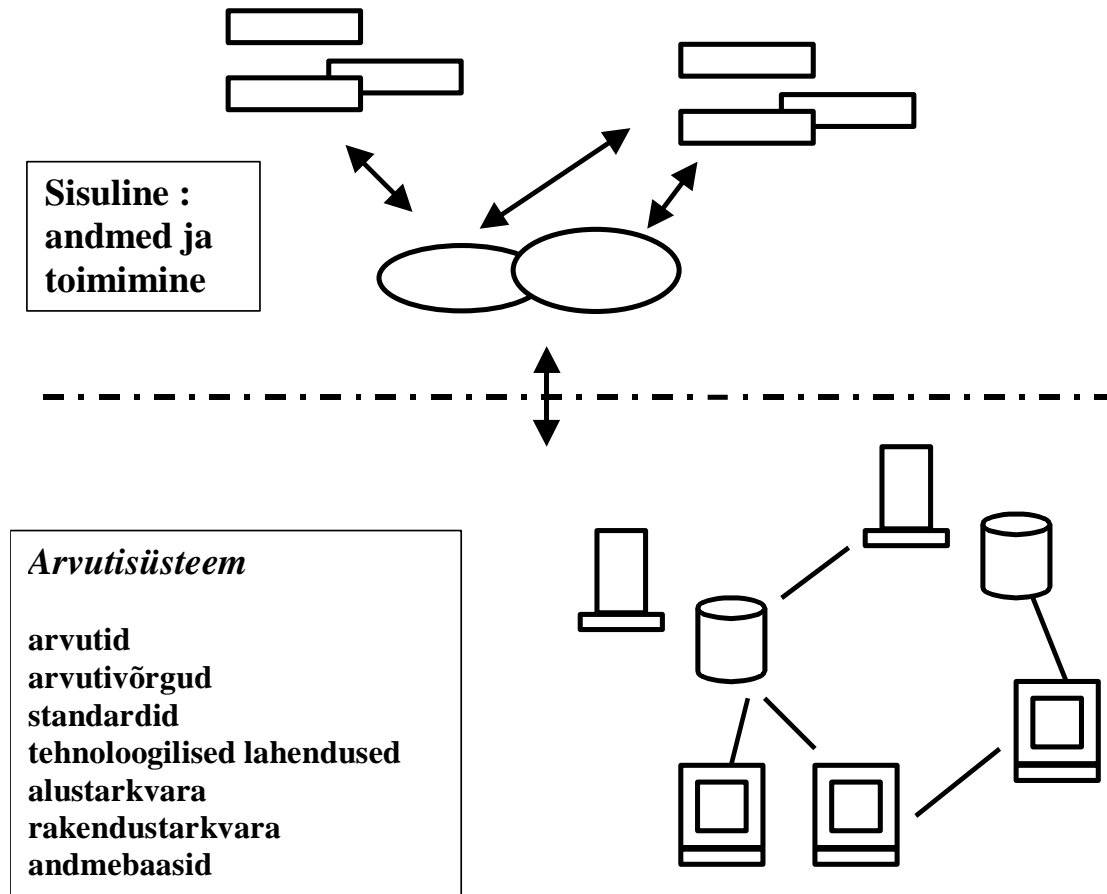 Sisuline :
andmed ja
toimimine
Arvutisüsteem
arvutid
arvutivõrgud
standardid
tehnoloogilised lahendused
alustarkvara
rakendustarkvara
andmebaasid